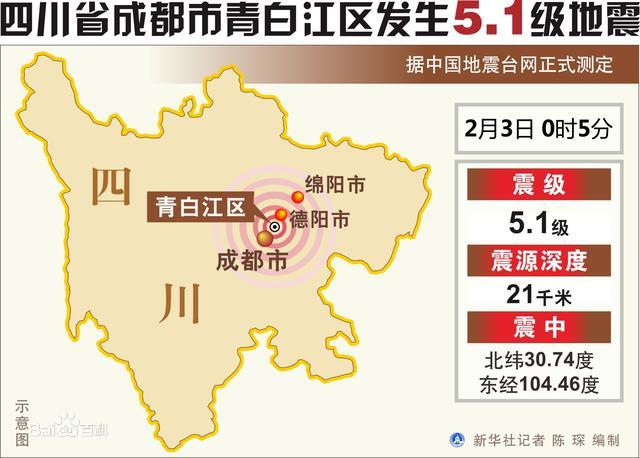 四川省成都市青白江区发生5.1级地震
据中国地震台网正式测定
2月3日 0时5分
震级
5.1级
震源深度
21千米
震中
北纬30.74度
东经104.46度
四
川
绵阳市
青白江区
德阳市
成都市
示意图
Bai百科
新华社记者 陈 琛 编制